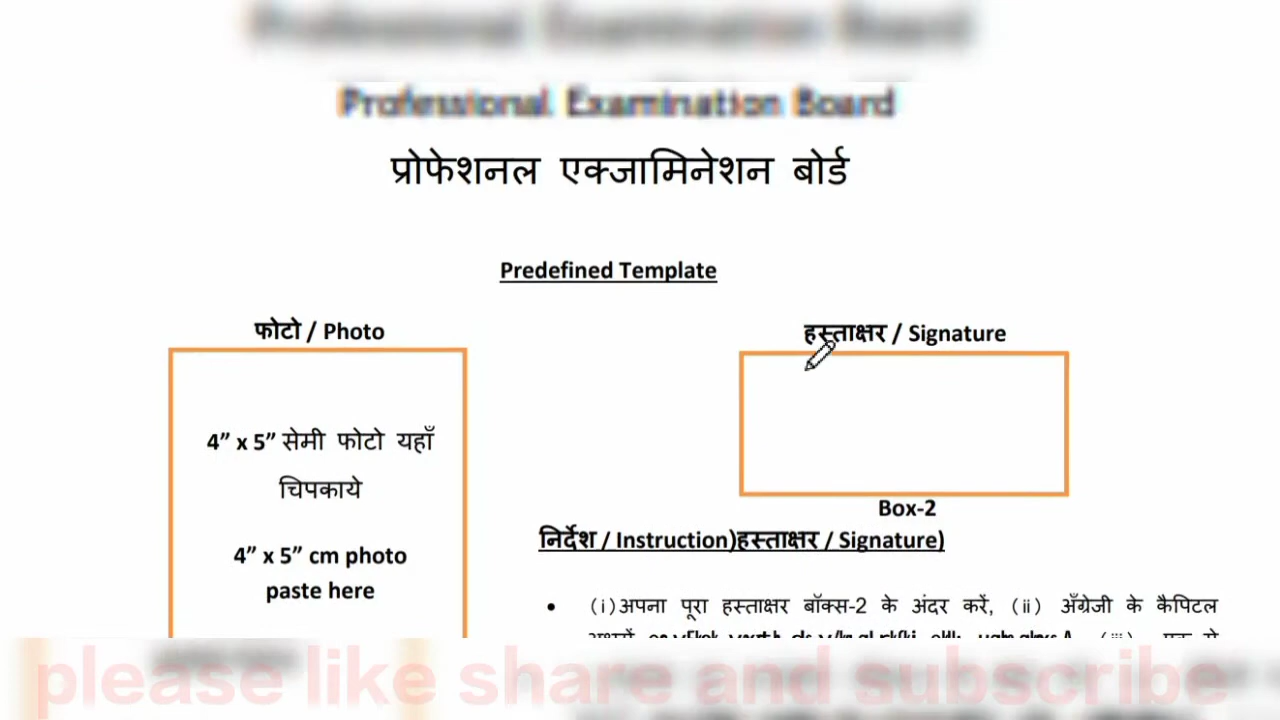 Professional Examination Board
Professional Examination Board
प्रोफेशनल एक्जामिनेशन बोर्ड
Predefined Template
फोटो / Photo
हस्ताक्षर / Signature
4” x 5” सेमी फोटो यहाँ
चिपकाये
4” x 5” cm photo
paste here
Box-2
निर्देश / Instruction)हस्ताक्षर / Signature)
• (i)अपना पूरा हस्ताक्षर बॉक्स-2 के अंदर करें, (ii) अँग्रेजी के कैपिटल
please like share and subscribe